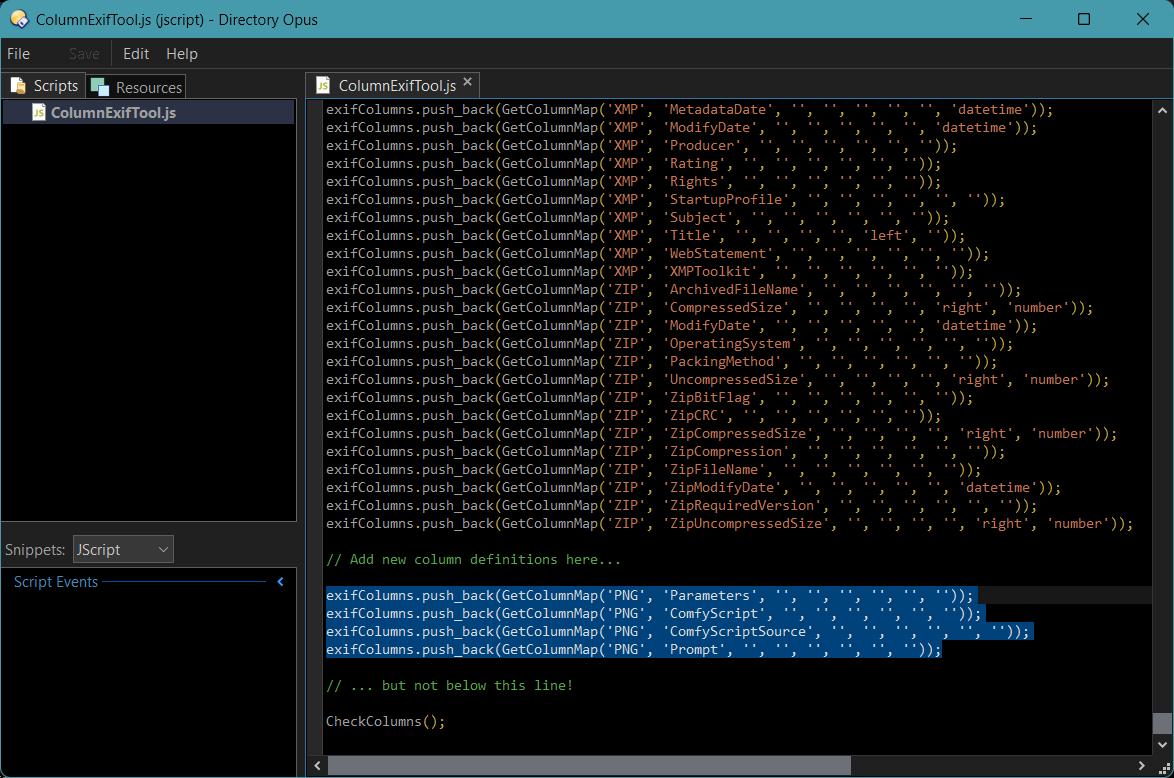 ColumnExifTool.js (jscript) - Directory Opus
File Save Edit Help
Scripts Resources
ColumnExifTool.js
Snippets: JScript
Script Events
JS ColumnExifTool.js
exifColumns.push_back(GetColumnMap('XMP', 'MetadataDate', '', '', '', '', '', 'datetime'));
exifColumns.push_back(GetColumnMap('XMP', 'ModifyDate', '', '', '', '', '', 'datetime'));
exifColumns.push_back(GetColumnMap('XMP', 'Producer', '', '', '', '', '', ''));
exifColumns.push_back(GetColumnMap('XMP', 'Rating', '', '', '', '', '', ''));
exifColumns.push_back(GetColumnMap('XMP', 'Rights', '', '', '', '', '', ''));
exifColumns.push_back(GetColumnMap('XMP', 'StartupProfile', '', '', '', '', '', ''));
exifColumns.push_back(GetColumnMap('XMP', 'Subject', '', '', '', '', '', ''));
exifColumns.push_back(GetColumnMap('XMP', 'Title', '', '', '', '', 'left', ''));
exifColumns.push_back(GetColumnMap('XMP', 'WebStatement', '', '', '', '', '', ''));
exifColumns.push_back(GetColumnMap('XMP', 'XMPToolkit', '', '', '', '', '', ''));
exifColumns.push_back(GetColumnMap('ZIP', 'ArchivedFileName', '', '', '', '', '', ''));
exifColumns.push_back(GetColumnMap('ZIP', 'CompressedSize', '', '', '', '', 'right', 'number'));
exifColumns.push_back(GetColumnMap('ZIP', 'ModifyDate', '', '', '', '', '', 'datetime'));
exifColumns.push_back(GetColumnMap('ZIP', 'OperatingSystem', '', '', '', '', '', ''));
exifColumns.push_back(GetColumnMap('ZIP', 'PackingMethod', '', '', '', '', '', ''));
exifColumns.push_back(GetColumnMap('ZIP', 'UncompressedSize', '', '', '', '', 'right', 'number'));
exifColumns.push_back(GetColumnMap('ZIP', 'ZipBitFlag', '', '', '', '', '', ''));
exifColumns.push_back(GetColumnMap('ZIP', 'ZipCRC', '', '', '', '', '', ''));
exifColumns.push_back(GetColumnMap('ZIP', 'ZipCompressedSize', '', '', '', '', 'right', 'number'));
exifColumns.push_back(GetColumnMap('ZIP', 'ZipCompression', '', '', '', '', '', ''));
exifColumns.push_back(GetColumnMap('ZIP', 'ZipFileName', '', '', '', '', '', ''));
exifColumns.push_back(GetColumnMap('ZIP', 'ZipModifyDate', '', '', '', '', '', 'datetime'));
exifColumns.push_back(GetColumnMap('ZIP', 'ZipRequiredVersion', '', '', '', '', '', ''));
exifColumns.push_back(GetColumnMap('ZIP', 'ZipUncompressedSize', '', '', '', '', 'right', 'number'));
// Add new column definitions here...
exifColumns.push_back(GetColumnMap('PNG', 'Parameters', '', '', '', '', '', ''));
exifColumns.push_back(GetColumnMap('PNG', 'ComfyScript', '', '', '', '', '', ''));
exifColumns.push_back(GetColumnMap('PNG', 'ComfyScriptSource', '', '', '', '', '', ''));
exifColumns.push_back(GetColumnMap('PNG', 'Prompt', '', '', '', '', '', ''));
// ... but not below this line!
CheckColumns();